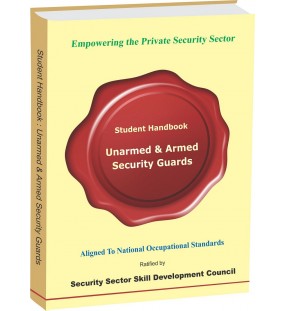 Empowering the Private Security Sector
Student Handbook
Unarmed & Armed
Security Guards
Aligned To National Occupational Standards
Ratified by
Security Sector Skill Development Council
Student Handbook : Unarmed & Armed Security Guards